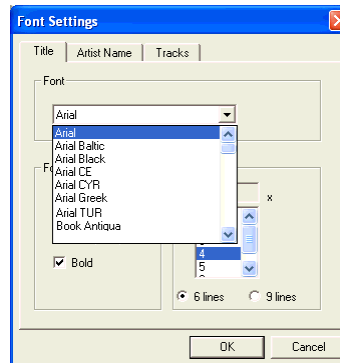 Font Settings
Title Artist Name Tracks
Font
Arial
Arial
Arial Baltic
Arial Black
Arial CE
Arial CYR
Arial Greek
Arial TUR
Book Antiqua
Fo
x
4
5
Bold
6 lines 9 lines
OK Cancel